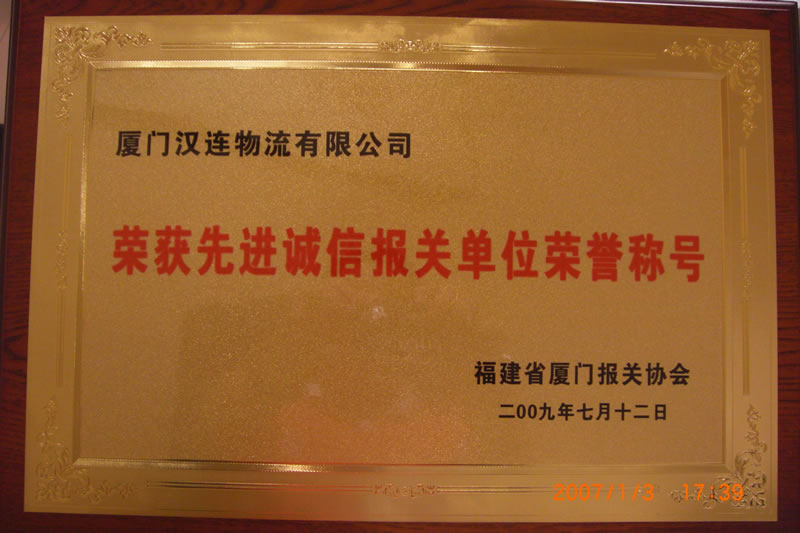 厦门汉连物流有限公司
荣获先进诚信报关单位荣誉称号
福建省厦门报关协会
二00九年七月十二日
2007/1/3 17:39